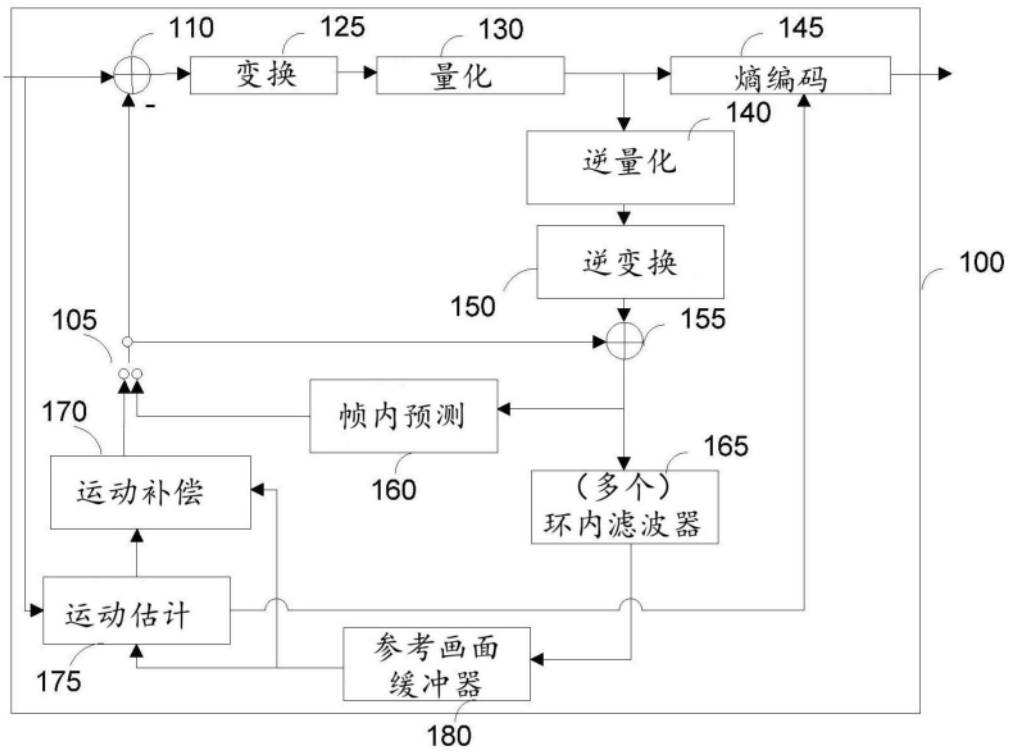 110
125
130
145
变换
量化
熵编码
-
140
逆量化
逆变换
150
100
155
105
帧内预测
160
170
运动补偿
165
（多个）
环内滤波器
运动估计
175
参考画面
缓冲器
180